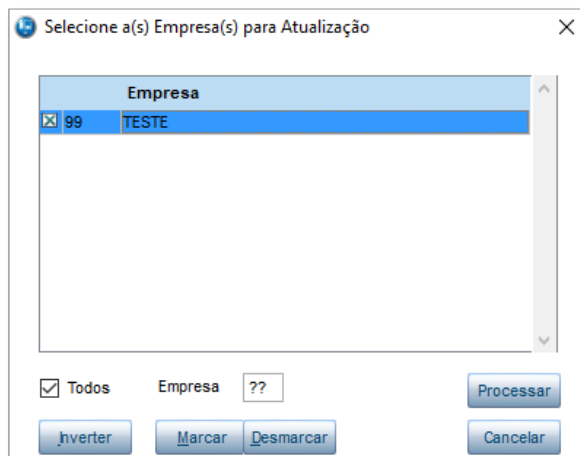 Selecione a(s) Empresa(s) para Atualização
Empresa
99 TESTE
Todos Empresa ?? Processar
Inverter Marcar Desmarcar Cancelar